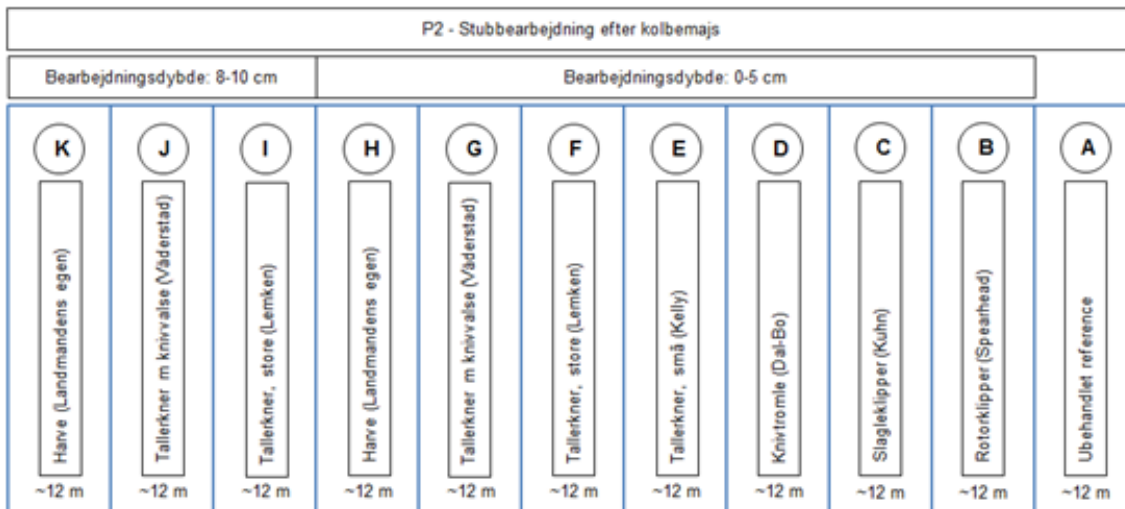 P2 - Stubbearbejdning efter kolbemajs
Bearbejdningsdybde: 8-10 cm
Bearbejdningsdybde: 0-5 cm
K
J
I
H
G
F
E
D
C
B
A
Harve (Landmandens egen)
Tallerkner m knivvalse (Väderstad)
Tallerkner, store (Lemken)
Harve (Landmandens egen)
Tallerkner m knivvalse (Väderstad)
Tallerkner, store (Lemken)
Tallerkner, små (Kelly)
Knivtromle (Dal-Bo)
Slagleklipper (Kuhn)
Rotorklipper (Spearhead)
Ubehandlet reference
~12 m
~12 m
~12 m
~12 m
~12 m
~12 m
~12 m
~12 m
~12 m
~12 m
~12 m